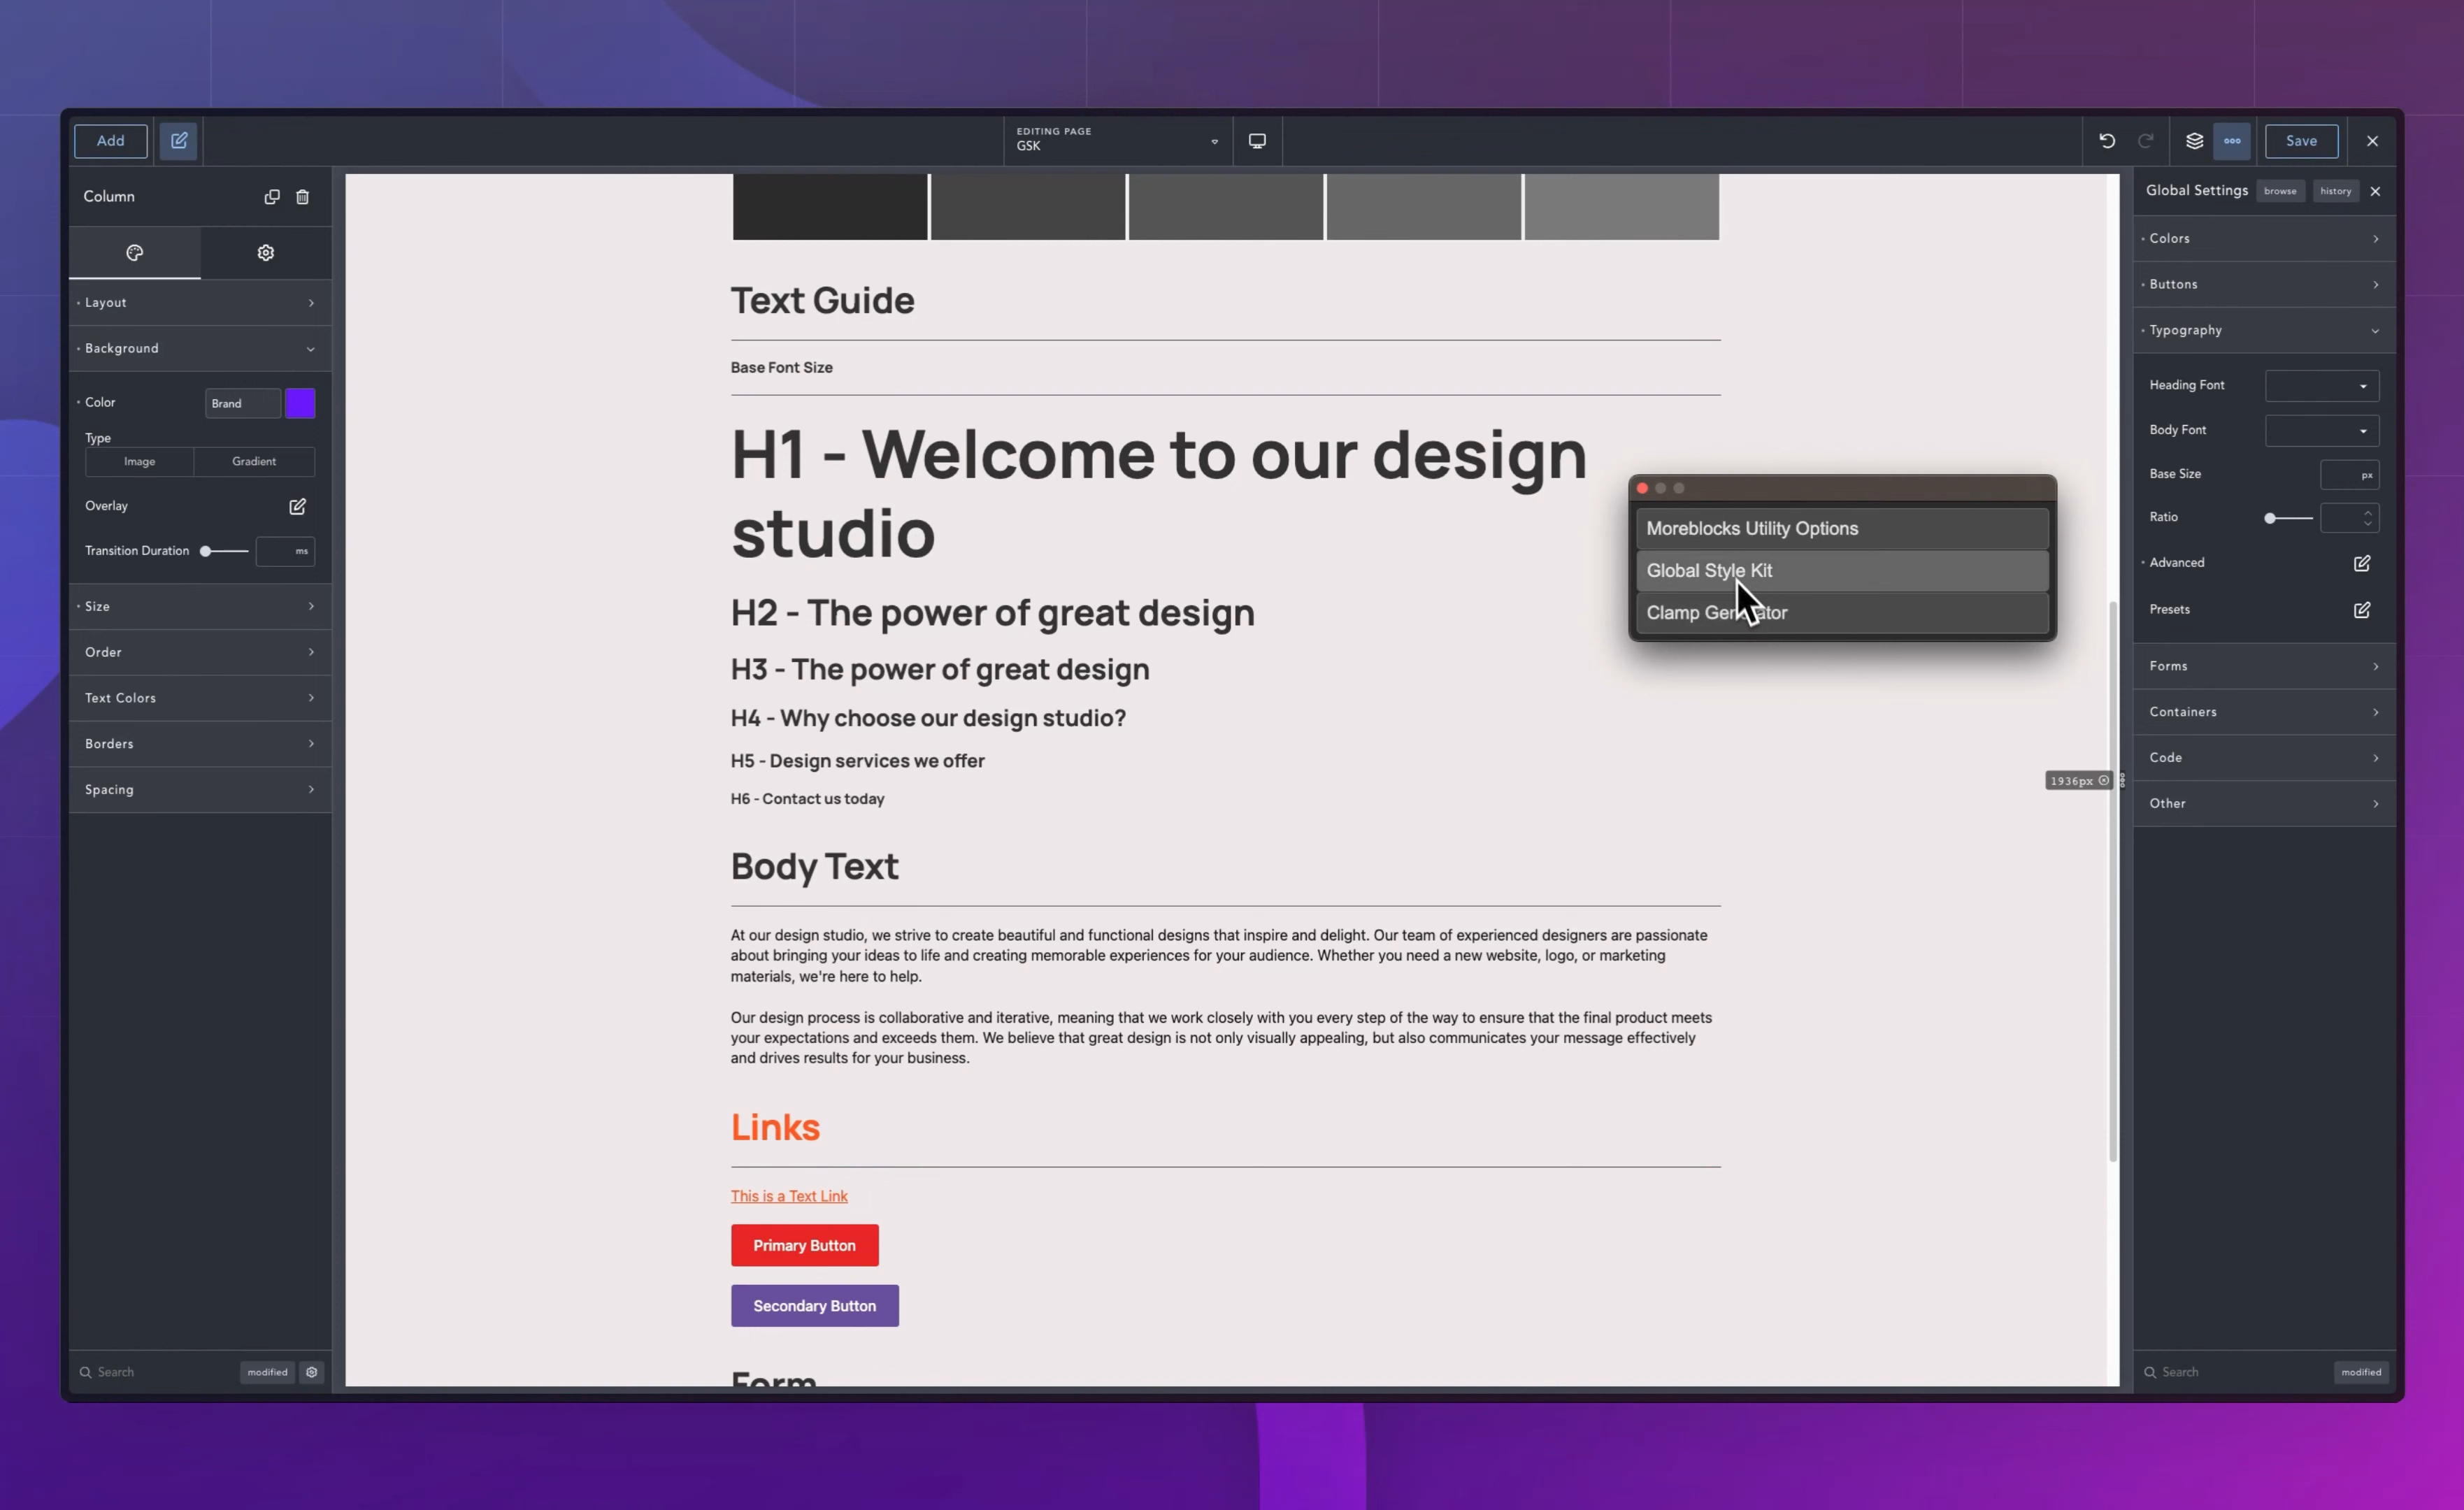 Add
EDITING PAGE
GSK
Save
Column
Layout
Background
Color
Brand
Type
Image
Gradient
Overlay
Transition Duration
ms
Size
Order
Text Colors
Borders
Spacing
Search
modified
Text Guide
Base Font Size
H1 - Welcome to our design
studio
H2 - The power of great design
H3 - The power of great design
H4 - Why choose our design studio?
H5 - Design services we offer
H6 - Contact us today
Body Text
At our design studio, we strive to create beautiful and functional designs that inspire and delight. Our team of experienced designers are passionate
about bringing your ideas to life and creating memorable experiences for your audience. Whether you need a new website, logo, or marketing
materials, we're here to help.
Our design process is collaborative and iterative, meaning that we work closely with you every step of the way to ensure that the final product meets
your expectations and exceeds them. We believe that great design is not only visually appealing, but also communicates your message effectively
and drives results for your business.
Links
This is a Text Link
Primary Button
Secondary Button
Form
Moreblocks Utility Options
Global Style Kit
Clamp Generator
1936px
Global Settings
browse
history
Colors
Buttons
Typography
Heading Font
Body Font
Base Size
px
Ratio
Advanced
Presets
Forms
Containers
Code
Other
Search
modified